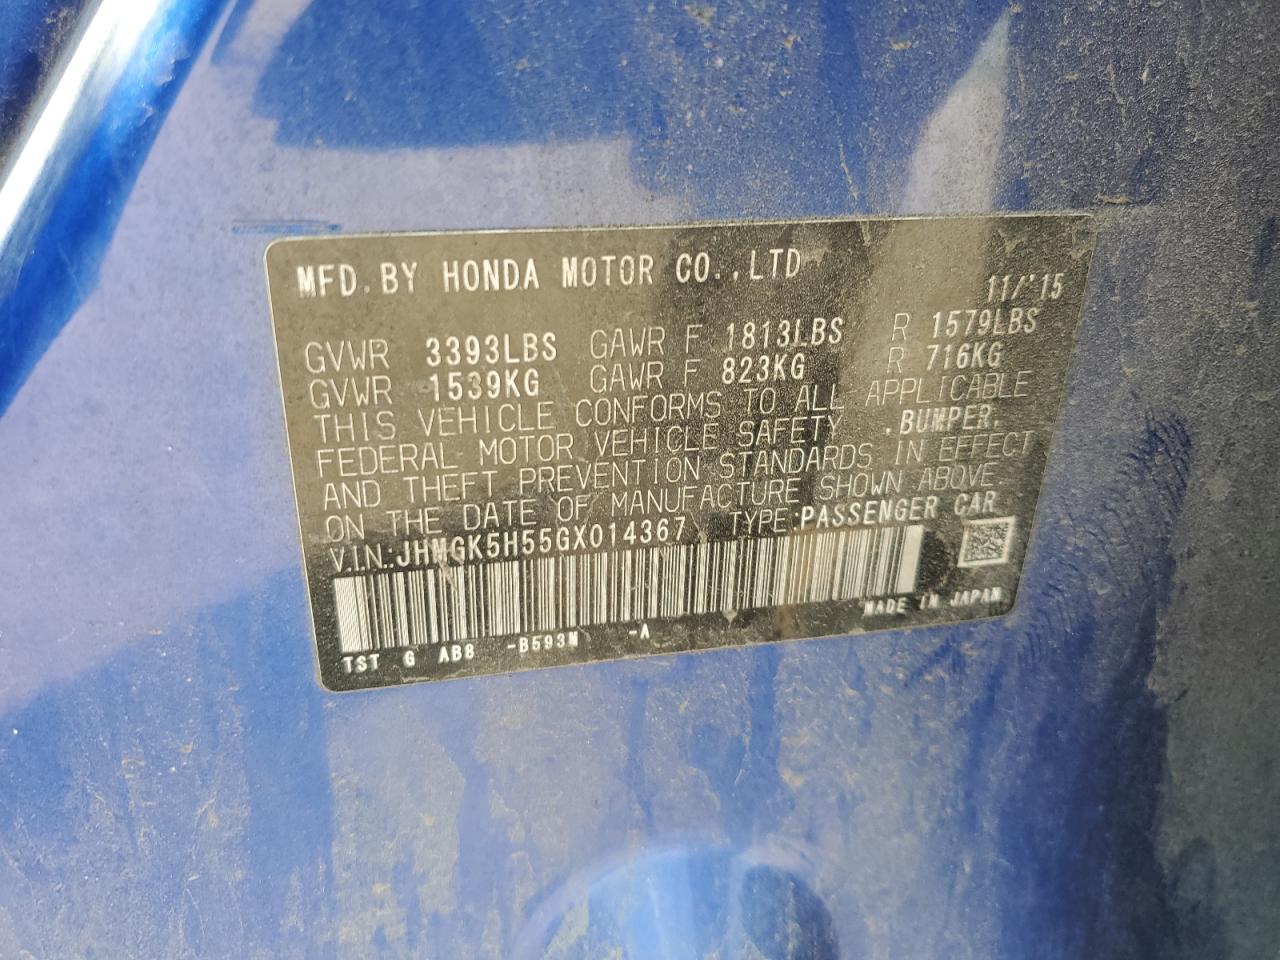 MFD. BY HONDA MOTOR CO., LTD
11/'15
GVWR 3393LBS GAWR F 1813LBS R 1579LBS
GVWR 1539KG GAWR F 823KG R 716KG
THIS VEHICLE CONFORMS TO ALL APPLICABLE
FEDERAL MOTOR VEHICLE SAFETY ,BUMPER,
AND THEFT PREVENTION STANDARDS IN EFFECT
ON THE DATE OF MANUFACTURE SHOWN ABOVE.
V.I.N.:JHMGK5H55GX014367 TYPE:PASSENGER CAR
MADE IN JAPAN
TST G AB8 -B593M -A